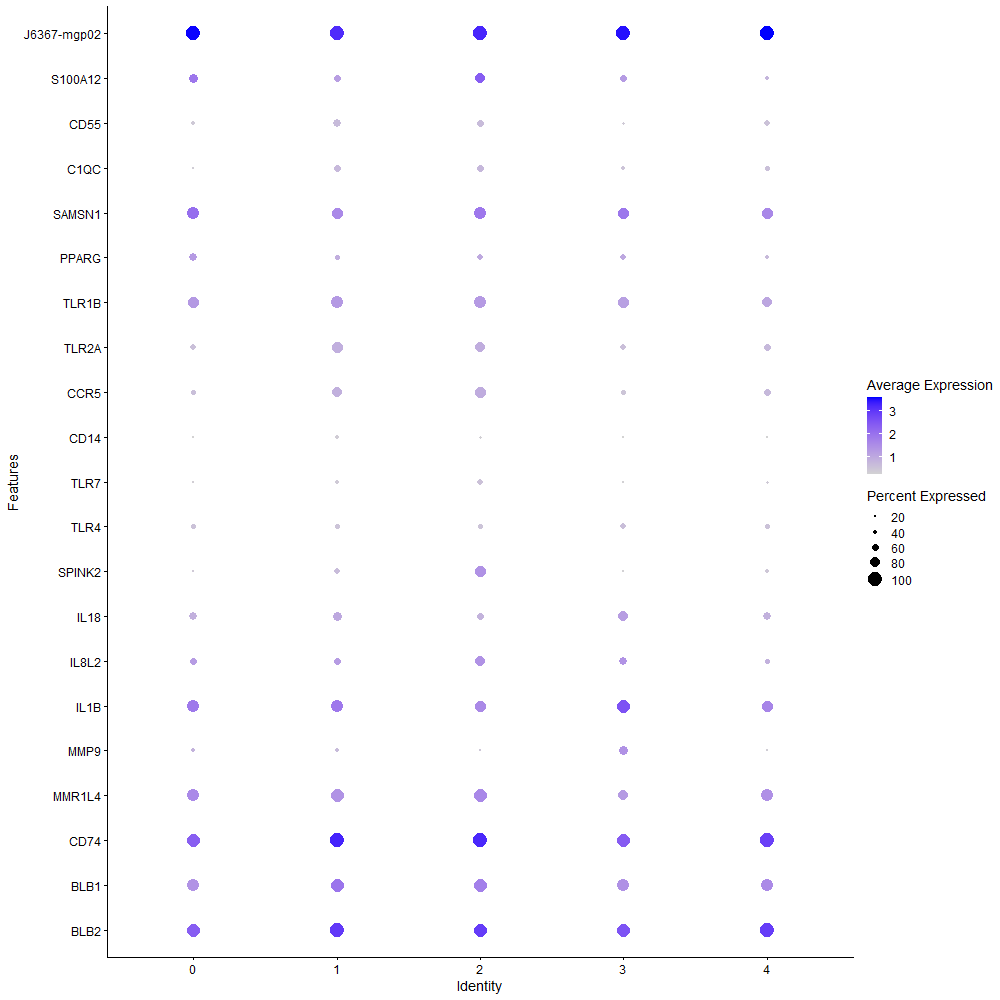 J6367-mgp02
S100A12
CD55
C1QC
SAMSN1
PPARG
TLR1B
TLR2A
CCR5
CD14
TLR7
TLR4
SPINK2
IL18
IL8L2
IL1B
MMP9
MMR1L4
CD74
BLB1
BLB2
Features
0 1 2 3 4
Identity
Average Expression
3
2
1
Percent Expressed
20
40
60
80
100